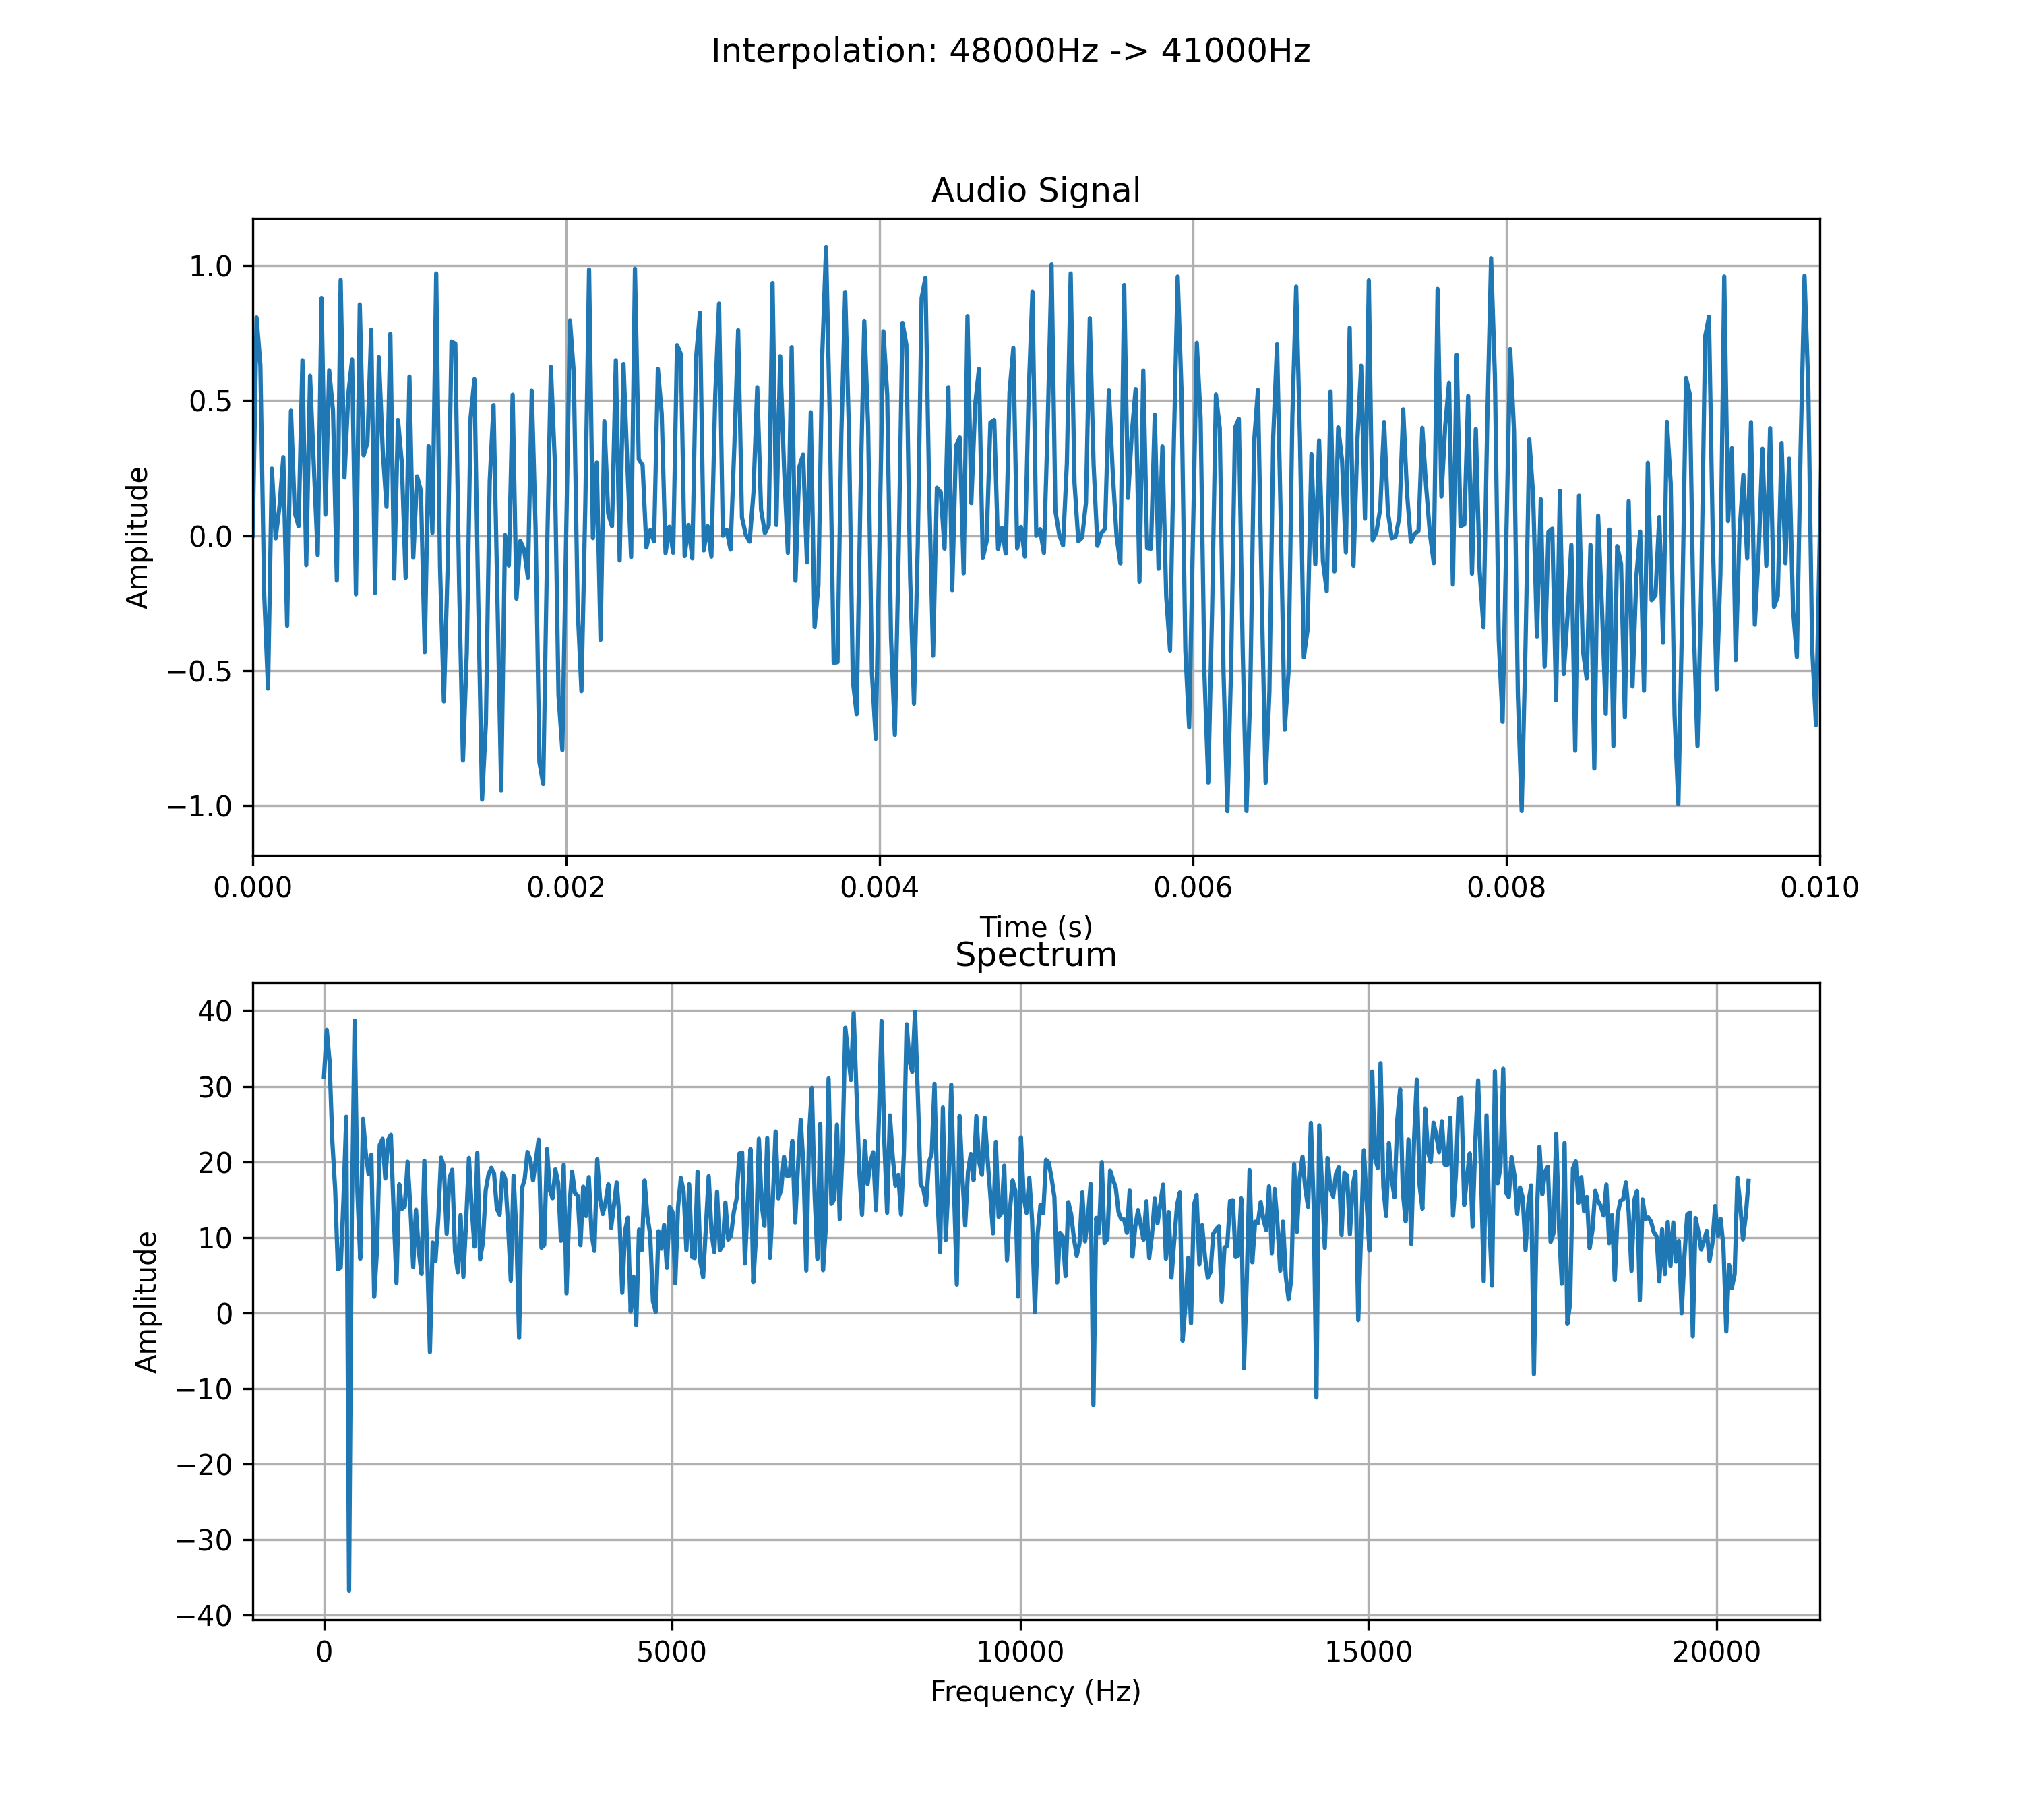 Interpolation: 48000Hz -> 41000Hz
Audio Signal
Amplitude
1.0
0.5
0.0
−0.5
−1.0
0.000 0.002 0.004 0.006 0.008 0.010
Time (s)
Spectrum
Amplitude
40
30
20
10
0
−10
−20
−30
−40
0 5000 10000 15000 20000
Frequency (Hz)